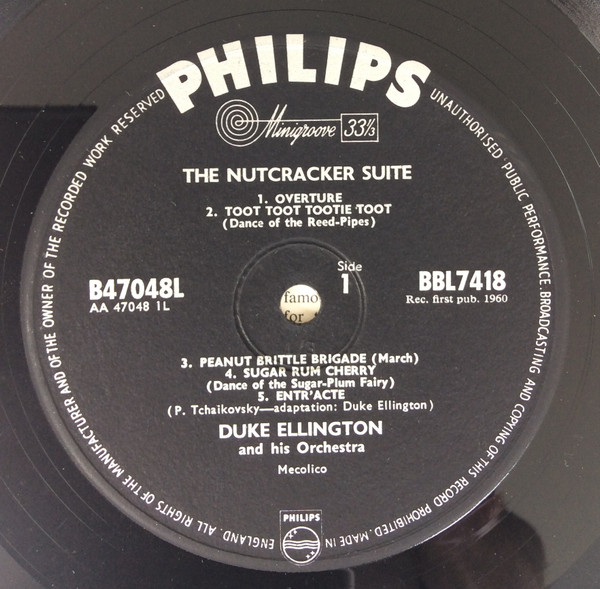 PHILIPS
Minigroove 33⅓
THE NUTCRACKER SUITE
1. OVERTURE
2. TOOT TOOT TOOTIE TOOT
(Dance of the Reed-Pipes)
Side
1
B47048L
AA 47048 1L
BBL7418
Rec. first pub. 1960
famo
for
3. PEANUT BRITTLE BRIGADE (March)
4. SUGAR RUM CHERRY
(Dance of the Sugar-Plum Fairy)
5. ENTR'ACTE
(P. Tchaikovsky—adaptation: Duke Ellington)
DUKE ELLINGTON
and his Orchestra
Mecolico
PHILIPS
ALL RIGHTS OF THE MANUFACTURER AND OF THE OWNER OF THE RECORDED WORK RESERVED
UNAUTHORISED PUBLIC PERFORMANCE BROADCASTING AND COPYING OF THIS RECORD PROHIBITED. MADE IN ENGLAND.